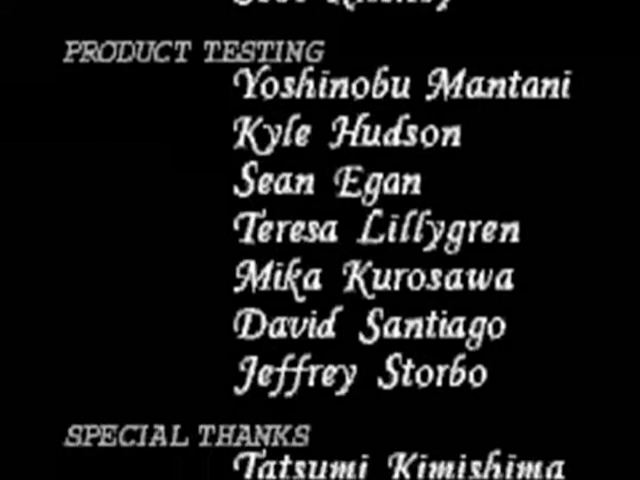 PRODUCT TESTING
Yoshinobu Mantani
Kyle Hudson
Sean Egan
Teresa Lillygren
Mika Kurosawa
David Santiago
Jeffrey Storbo
SPECIAL THANKS
Tatsumi Kimishima